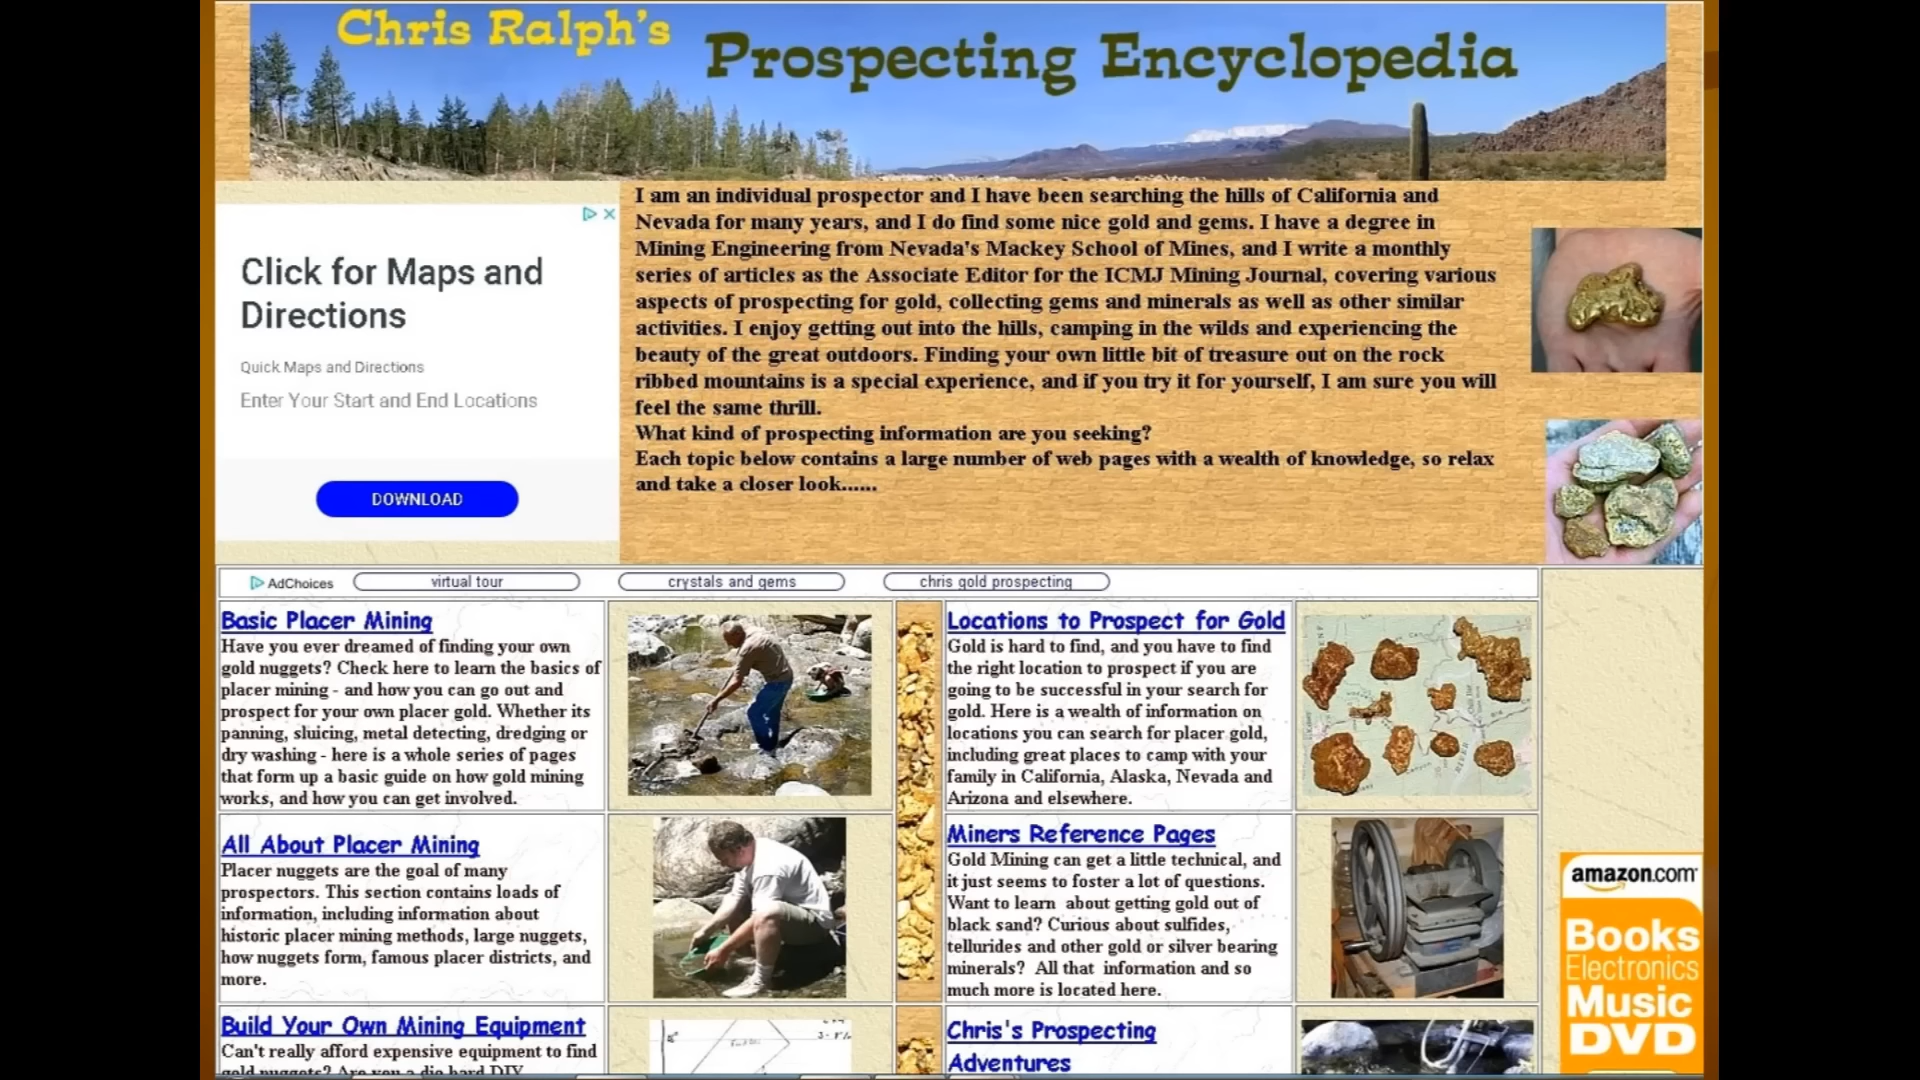 Chris Ralph's
Prospecting Encyclopedia
Click for Maps and
Directions
Quick Maps and Directions
Enter Your Start and End Locations
DOWNLOAD
I am an individual prospector and I have been searching the hills of California and
Nevada for many years, and I do find some nice gold and gems. I have a degree in
Mining Engineering from Nevada's Mackey School of Mines, and I write a monthly
series of articles as the Associate Editor for the ICMJ Mining Journal, covering various
aspects of prospecting for gold, collecting gems and minerals as well as other similar
activities. I enjoy getting out into the hills, camping in the wilds and experiencing the
beauty of the great outdoors. Finding your own little bit of treasure out on the rock
ribbed mountains is a special experience, and if you try it for yourself, I am sure you will
feel the same thrill.
What kind of prospecting information are you seeking?
Each topic below contains a large number of web pages with a wealth of knowledge, so relax
and take a closer look......
AdChoices
virtual tour
crystals and gems
chris gold prospecting
Basic Placer Mining
Have you ever dreamed of finding your own
gold nuggets? Check here to learn the basics of
placer mining - and how you can go out and
prospect for your own placer gold. Whether its
panning, sluicing, metal detecting, dredging or
dry washing - here is a whole series of pages
that form up a basic guide on how gold mining
works, and how you can get involved.
Locations to Prospect for Gold
Gold is hard to find, and you have to find
the right location to prospect if you are
going to be successful in your search for
gold. Here is a wealth of information on
locations you can search for placer gold,
including great places to camp with your
family in California, Alaska, Nevada and
Arizona and elsewhere.
All About Placer Mining
Placer nuggets are the goal of many
prospectors. This section contains loads of
information, including information about
historic placer mining methods, large nuggets,
how nuggets form, famous placer districts, and
more.
Miners Reference Pages
Gold Mining can get a little technical, and
it just seems to foster a lot of questions.
Want to learn about getting gold out of
black sand? Curious about sulfides,
tellurides and other gold or silver bearing
minerals? All that information and so
much more is located here.
amazon.com
Books
Electronics
Music
DVD
Build Your Own Mining Equipment
Can't really afford expensive equipment to find
gold nuggets? Are you a die hard DIY
Chris's Prospecting
Adventures